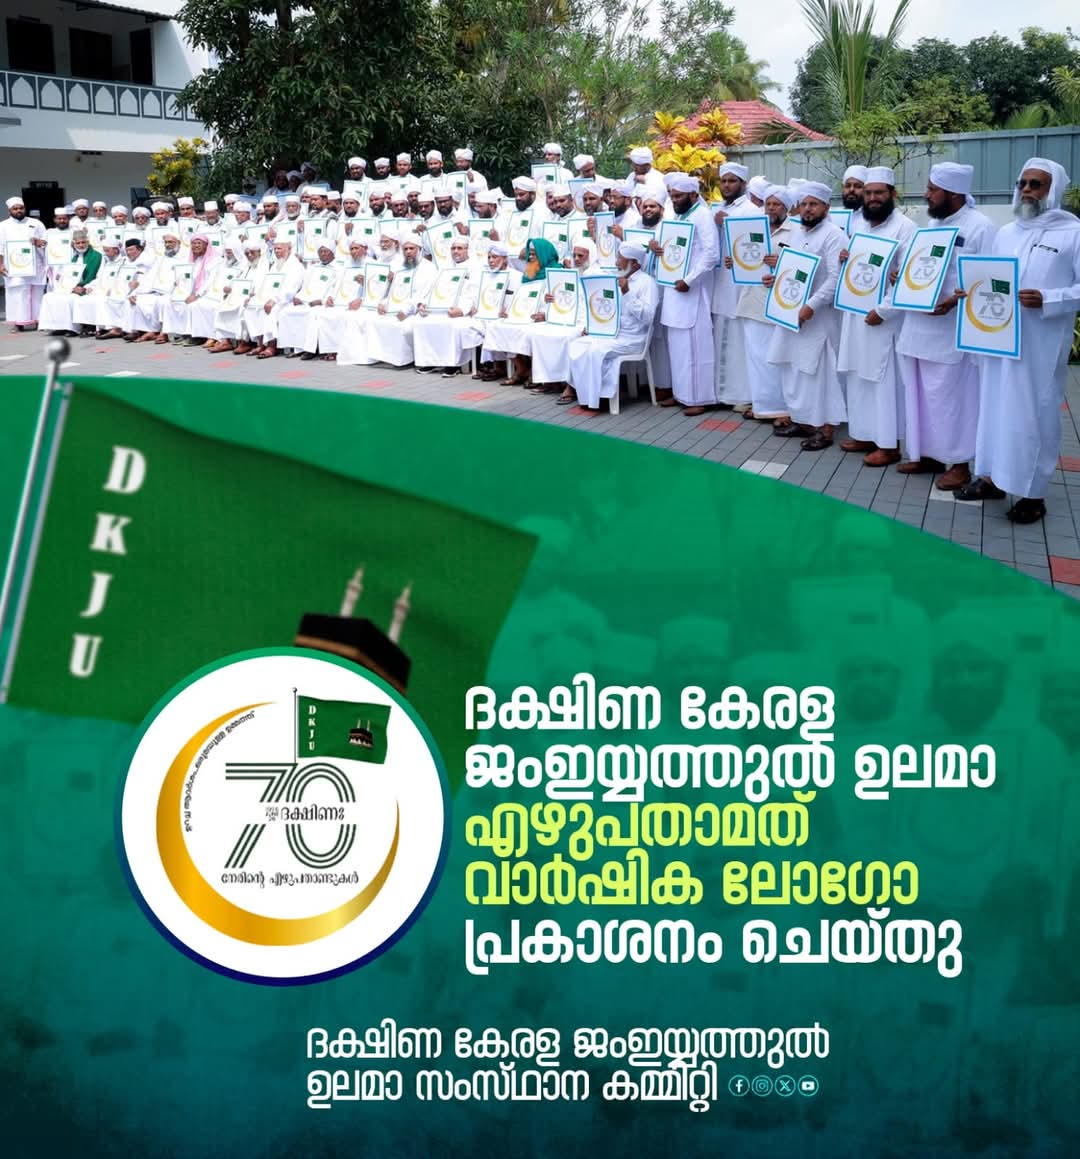 DKJU
DKJU
70
ദക്ഷിണഃ
നേരിന്റെ എഴുപതാണ്ടുകൾ
ദക്ഷിണ കേരള
ജംഇയ്യത്തുൽ ഉലമാ
എഴുപതാമത്
വാർഷിക ലോഗോ
പ്രകാശനം ചെയ്തു
ദക്ഷിണ കേരള ജംഇയ്യത്തുൽ
ഉലമാ സംസ്ഥാന കമ്മിറ്റി